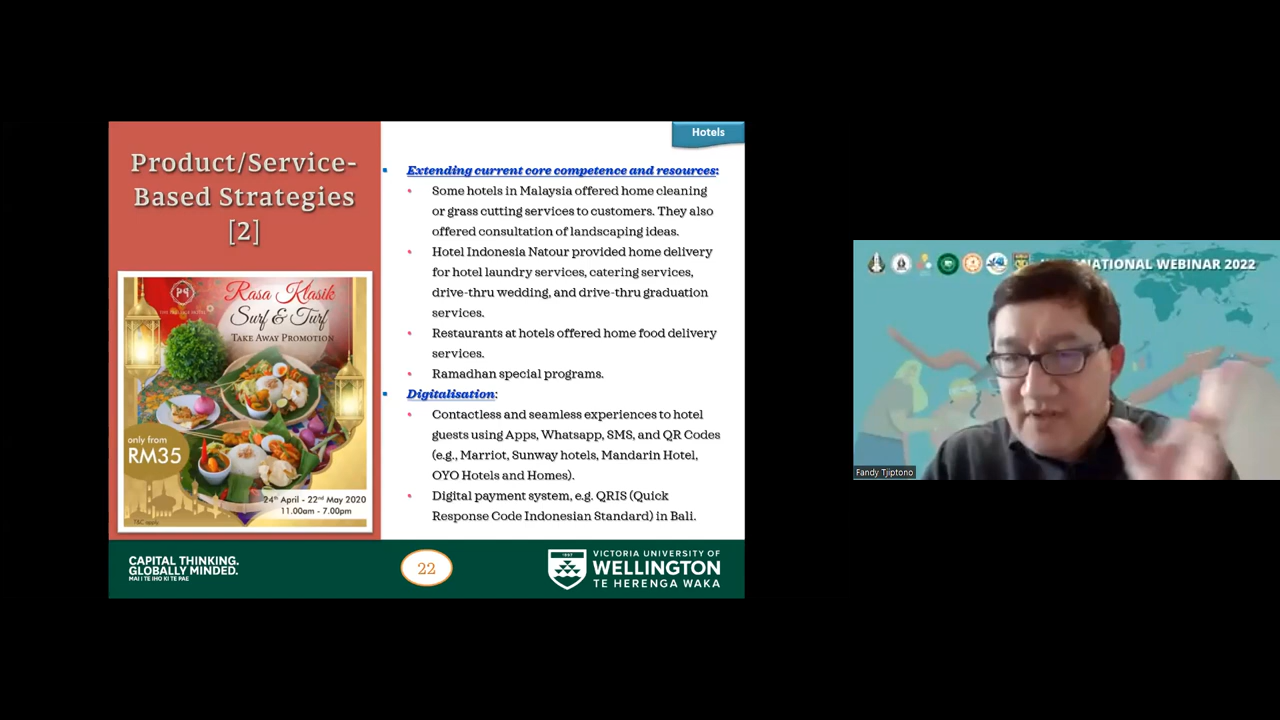 Product/Service-
Based Strategies
[2]
Hotels
Extending current core competence and resources:
Some hotels in Malaysia offered home cleaning
or grass cutting services to customers. They also
offered consultation of landscaping ideas.
Hotel Indonesia Natour provided home delivery
for hotel laundry services, catering services,
drive-thru wedding, and drive-thru graduation
services.
Restaurants at hotels offered home food delivery
services.
Ramadhan special programs.
Digitalisation:
Contactless and seamless experiences to hotel
guests using Apps, Whatsapp, SMS, and QR Codes
(e.g., Marriot, Sunway hotels, Mandarin Hotel,
OYO Hotels and Homes).
Digital payment system, e.g. QRIS (Quick
Response Code Indonesian Standard) in Bali.
Rasa Klasik
Surf & Turf
TAKE AWAY PROMOTION
only from
RM35
24th April - 22nd May 2020
11.00am - 7.00pm
CAPITAL THINKING.
GLOBALLY MINDED.
MAI I TE IHO KI TE PAE
22
VICTORIA UNIVERSITY OF
WELLINGTON
TE HERENGA WAKA
NATIONAL WEBINAR 2022
Fandy Tjiptono